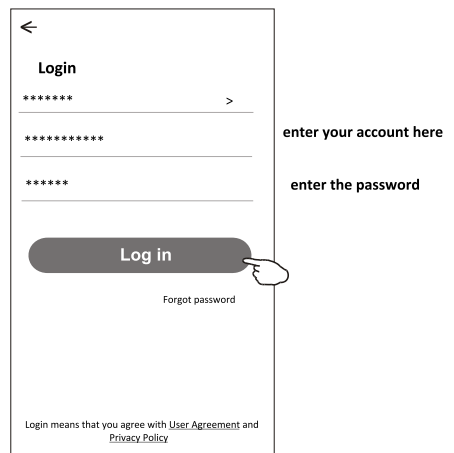 Login
******* >
***********
enter your account here
******
enter the password
Log in
Forgot password
Login means that you agree with User Agreement and
Privacy Policy